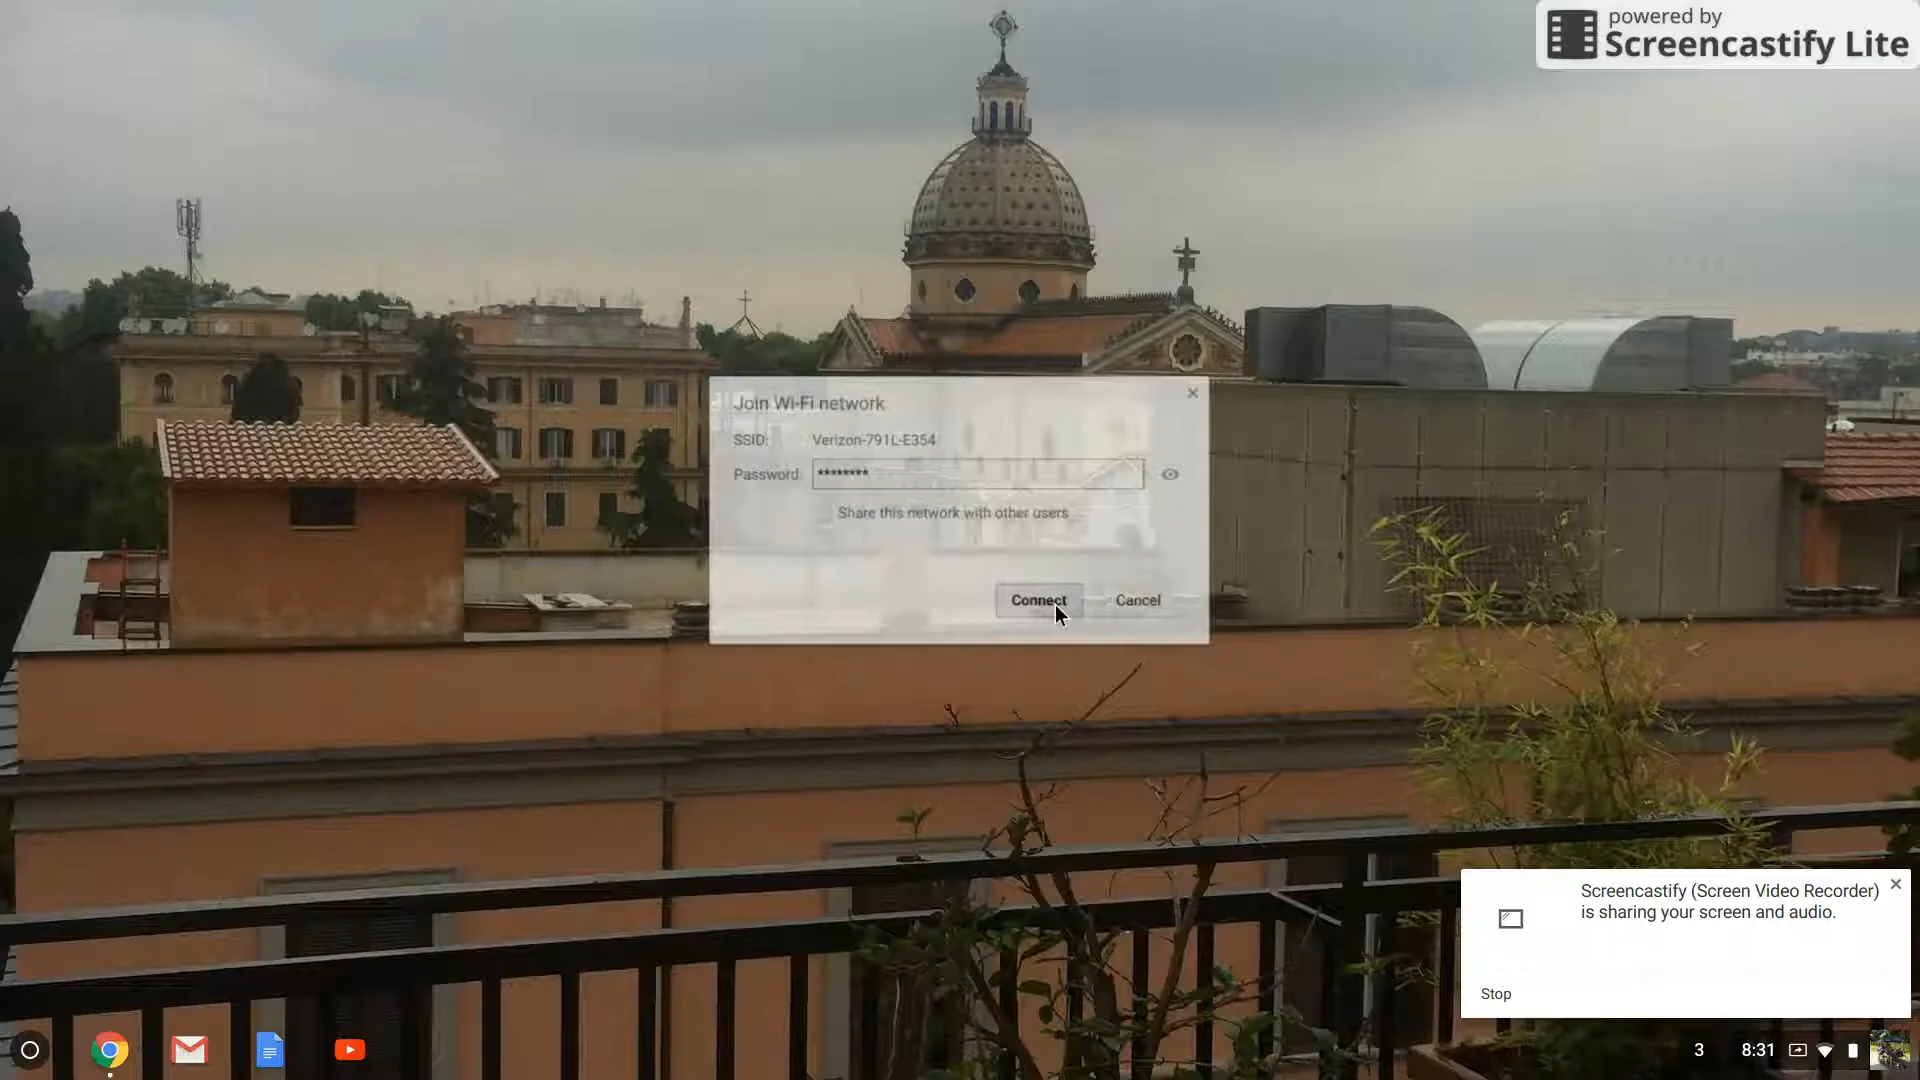 powered by
Screencastify Lite
Join Wi-Fi network
SSID: Verizon-791L-E354
Password: ********
Share this network with other users
Connect Cancel
Screencastify (Screen Video Recorder)
is sharing your screen and audio.
Stop
3 8:31